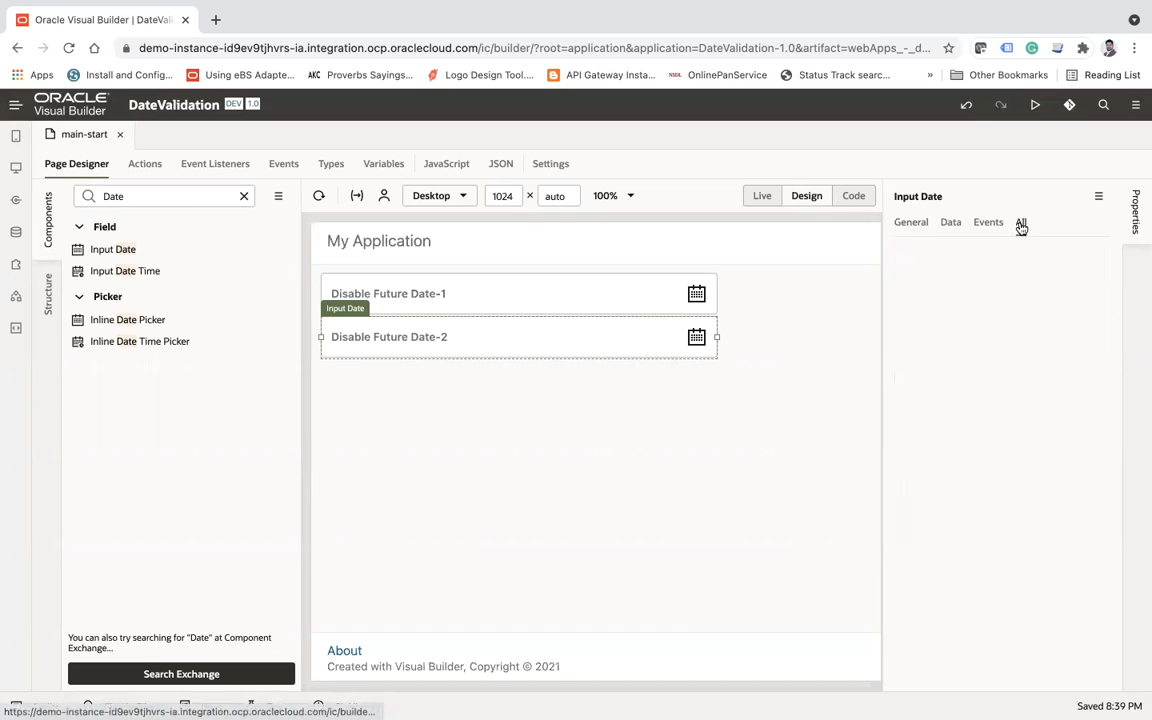 Oracle Visual Builder | DateVali
demo-instance-id9ev9tjhvrs-ia.integration.ocp.oraclecloud.com/ic/builder/?root=application&application=DateValidation-1.0&artifact=webApps_-_d...
Apps
Install and Config...
Using eBS Adapte...
AKC
Proverbs Sayings...
Logo Design Tool....
API Gateway Insta...
NSDL
OnlinePanService
Status Track searc...
»
Other Bookmarks
Reading List
ORACLE
Visual Builder
DateValidation
DEV
1.0
main-start
Page Designer
Actions
Event Listeners
Events
Types
Variables
JavaScript
JSON
Settings
Components
Structure
Date
Desktop
1024
×
auto
100%
Live
Design
Code
Input Date
Properties
General
Data
Events
All
Field
Input Date
Input Date Time
Picker
Inline Date Picker
Inline Date Time Picker
My Application
Disable Future Date-1
Input Date
Disable Future Date-2
You can also try searching for "Date" at Component
Exchange...
Search Exchange
About
Created with Visual Builder, Copyright © 2021
https://demo-instance-id9ev9tjhvrs-ia.integration.ocp.oraclecloud.com/ic/builde...
Saved 8:39 PM